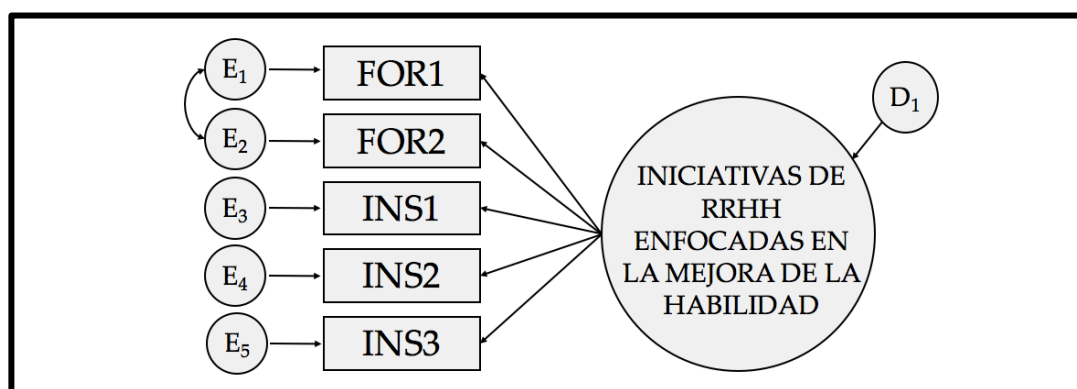 E1
FOR1
E2
FOR2
E3
INS1
E4
INS2
E5
INS3
D1
INICIATIVAS DE
RRHH
ENFOCADAS EN
LA MEJORA DE LA
HABILIDAD